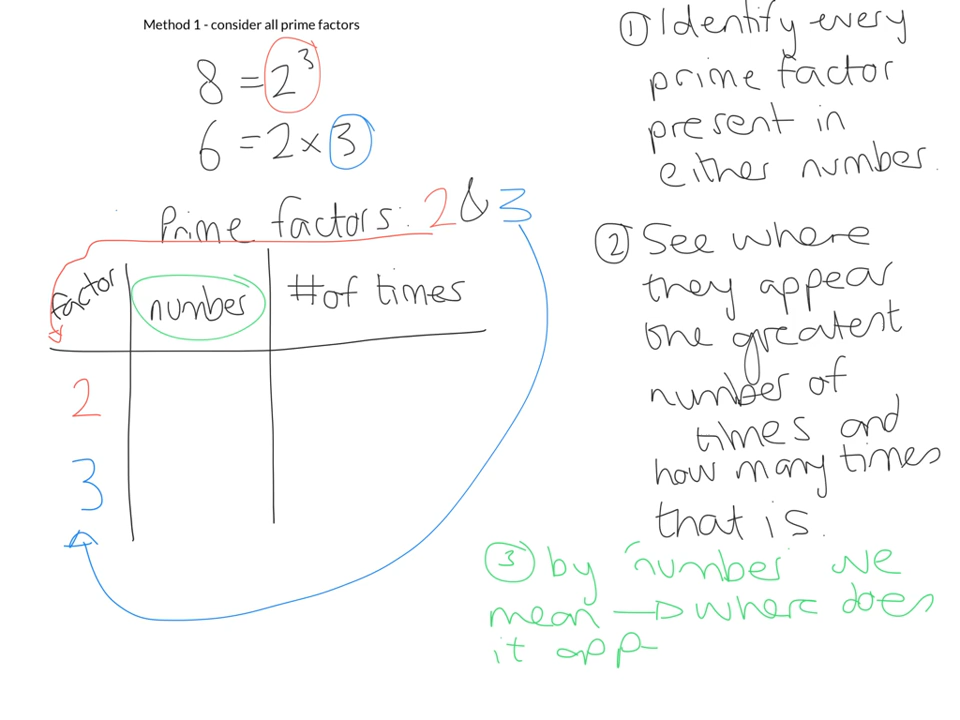 Method 1 - consider all prime factors
8 = 2³
6 = 2 × 3
Prime factors: 2 & 3
factor number # of times
2
3
① Identify every
prime factor
present in
either number.
② See where
they appear
the greatest
number of
times and
how many times
that is.
③ by "number" we
mean → where does
it app